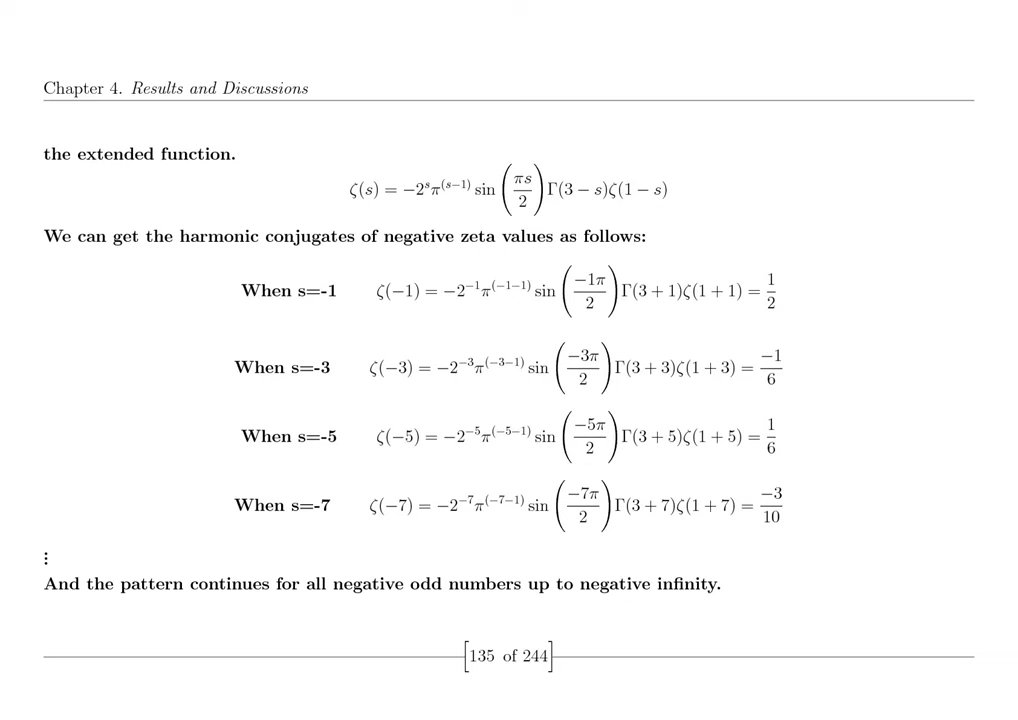 Chapter 4. Results and Discussions
the extended function.
ζ(s) = −2^s π^(s−1) sin(πs/2) Γ(3 − s)ζ(1 − s)
We can get the harmonic conjugates of negative zeta values as follows:
When s=-1 ζ(−1) = −2^−1 π^(−1−1) sin(−1π/2) Γ(3 + 1)ζ(1 + 1) = 1/2
When s=-3 ζ(−3) = −2^−3 π^(−3−1) sin(−3π/2) Γ(3 + 3)ζ(1 + 3) = −1/6
When s=-5 ζ(−5) = −2^−5 π^(−5−1) sin(−5π/2) Γ(3 + 5)ζ(1 + 5) = 1/6
When s=-7 ζ(−7) = −2^−7 π^(−7−1) sin(−7π/2) Γ(3 + 7)ζ(1 + 7) = −3/10
⋮
And the pattern continues for all negative odd numbers up to negative infinity.
[135 of 244]